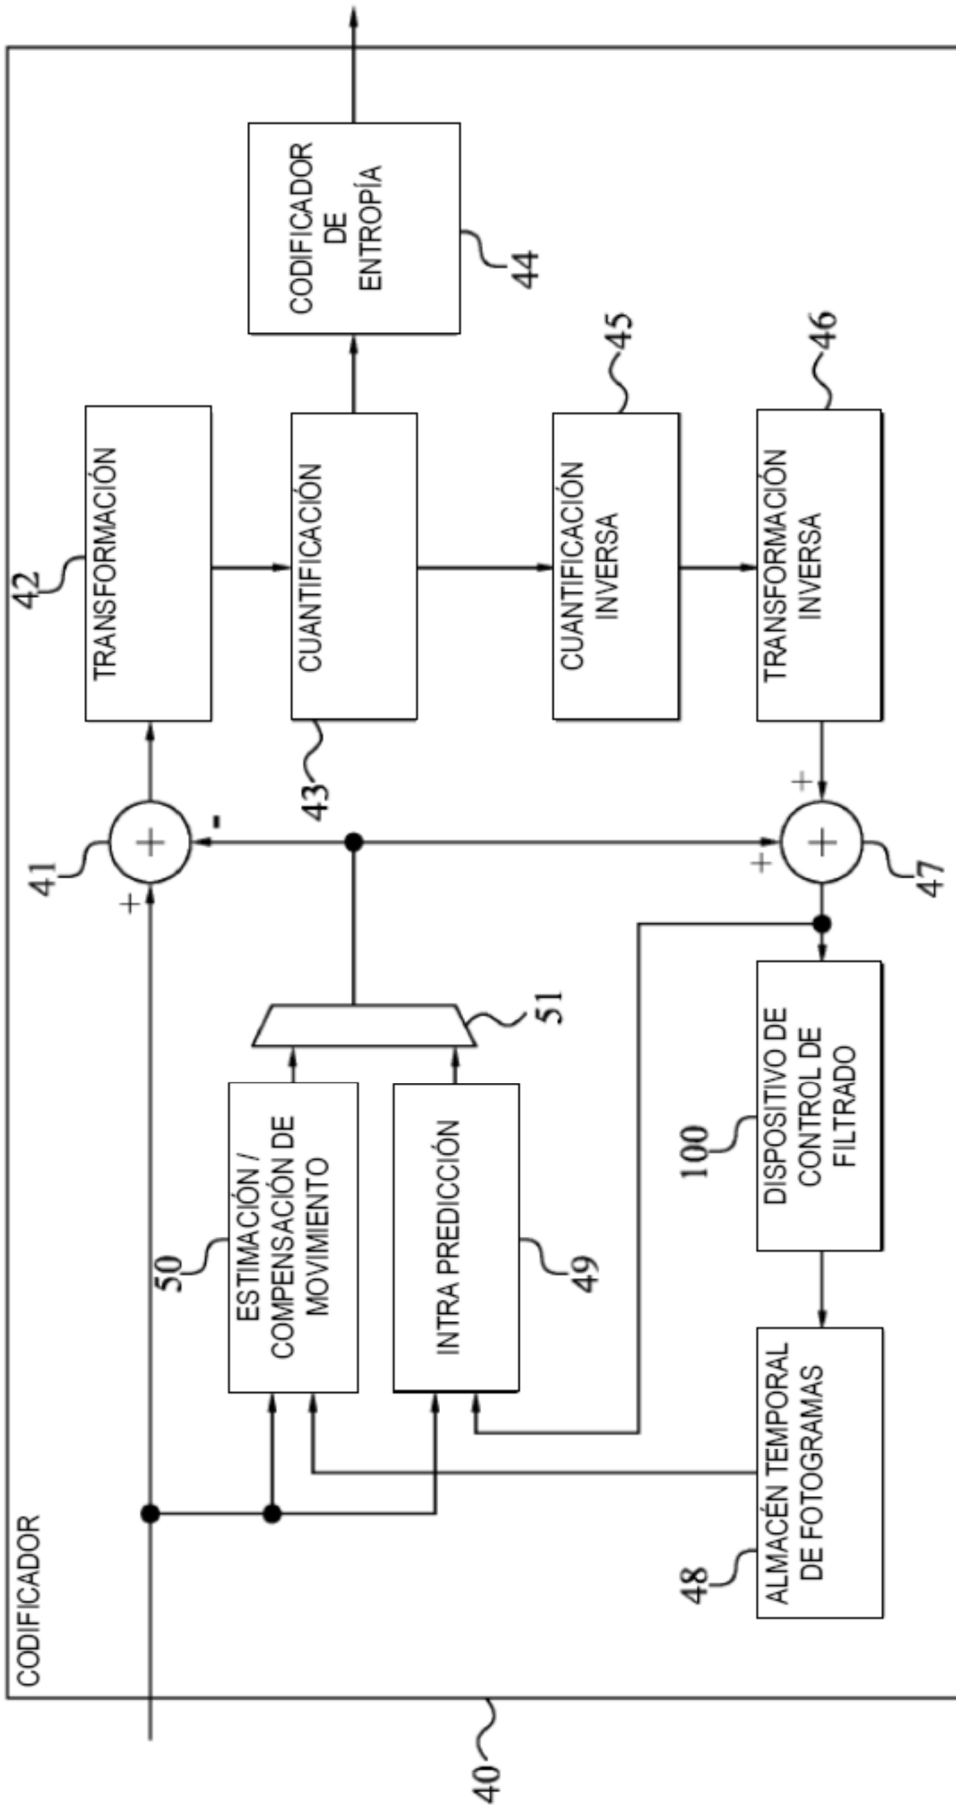 CODIFICADOR
40
41
+
+
-
42
TRANSFORMACIÓN
43
CUANTIFICACIÓN
CODIFICADOR
DE
ENTROPÍA
44
50
ESTIMACIÓN /
COMPENSACIÓN DE
MOVIMIENTO
51
INTRA PREDICCIÓN
49
CUANTIFICACIÓN
INVERSA
45
TRANSFORMACIÓN
INVERSA
46
+
+
+
47
100
DISPOSITIVO DE
CONTROL DE
FILTRADO
48
ALMACÉN TEMPORAL
DE FOTOGRAMAS